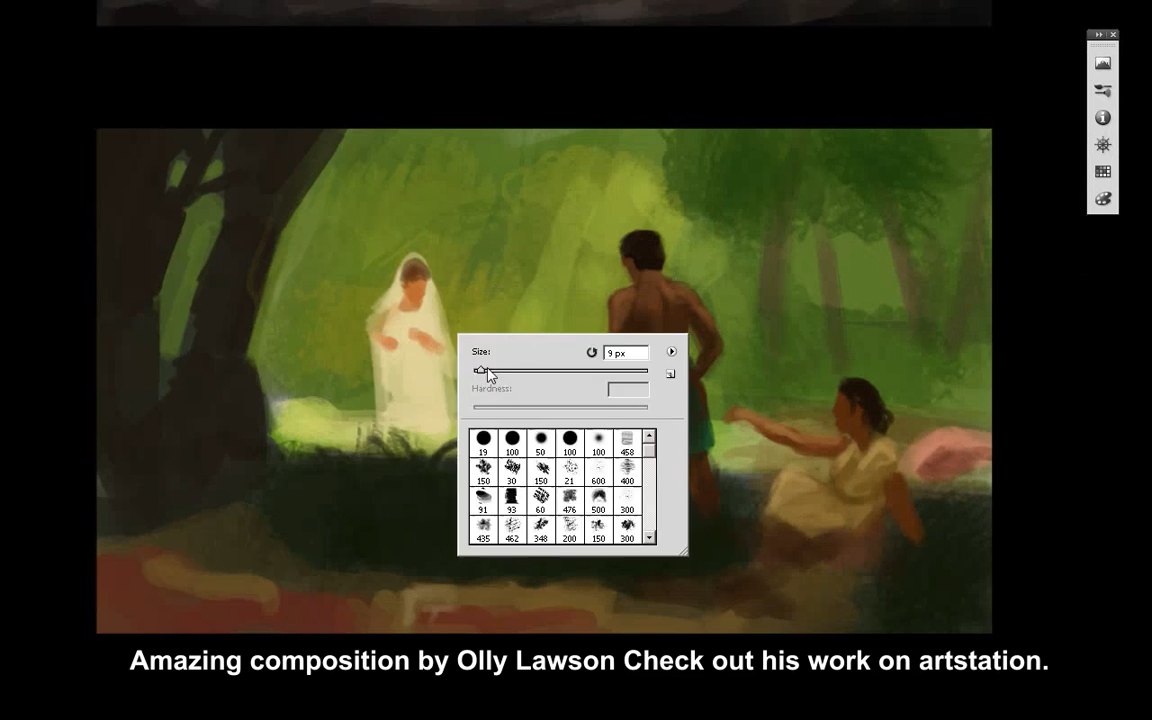 Size:
9 px
Hardness:
19 100 50 100 100 458
150 30 150 21 600 400
91 93 60 476 500 300
435 462 348 200 150 300
Amazing composition by Olly Lawson Check out his work on artstation.